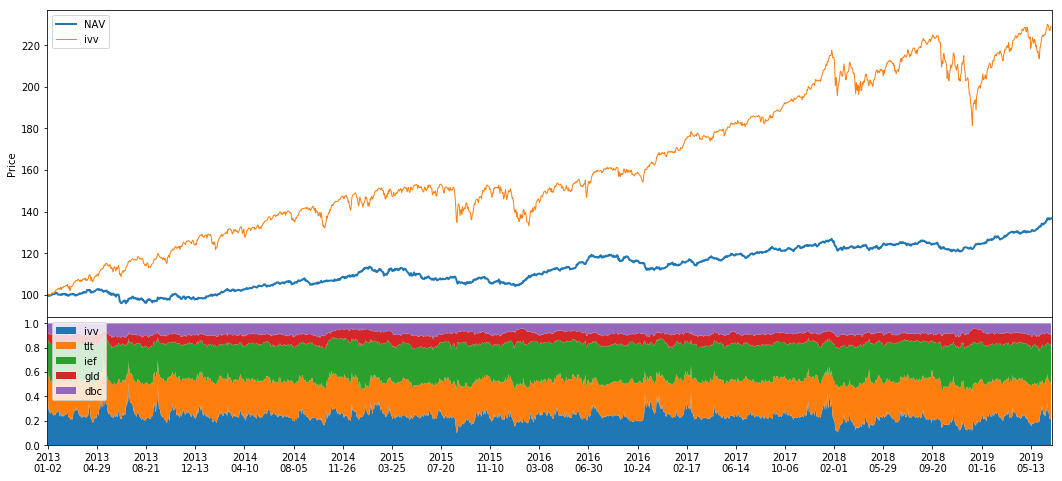 NAV
ivv
220
200
180
160
140
120
100
Price
1.0
0.8
0.6
0.4
0.2
0.0
ivv
tlt
ief
gld
dbc
2013 2013 2013 2013 2014 2014 2014 2015 2015 2015 2016 2016 2016 2017 2017 2017 2018 2018 2018 2019 2019
01-02 04-29 08-21 12-13 04-10 08-05 11-26 03-25 07-20 11-10 03-08 06-30 10-24 02-17 06-14 10-06 02-01 05-29 09-20 01-16 05-13